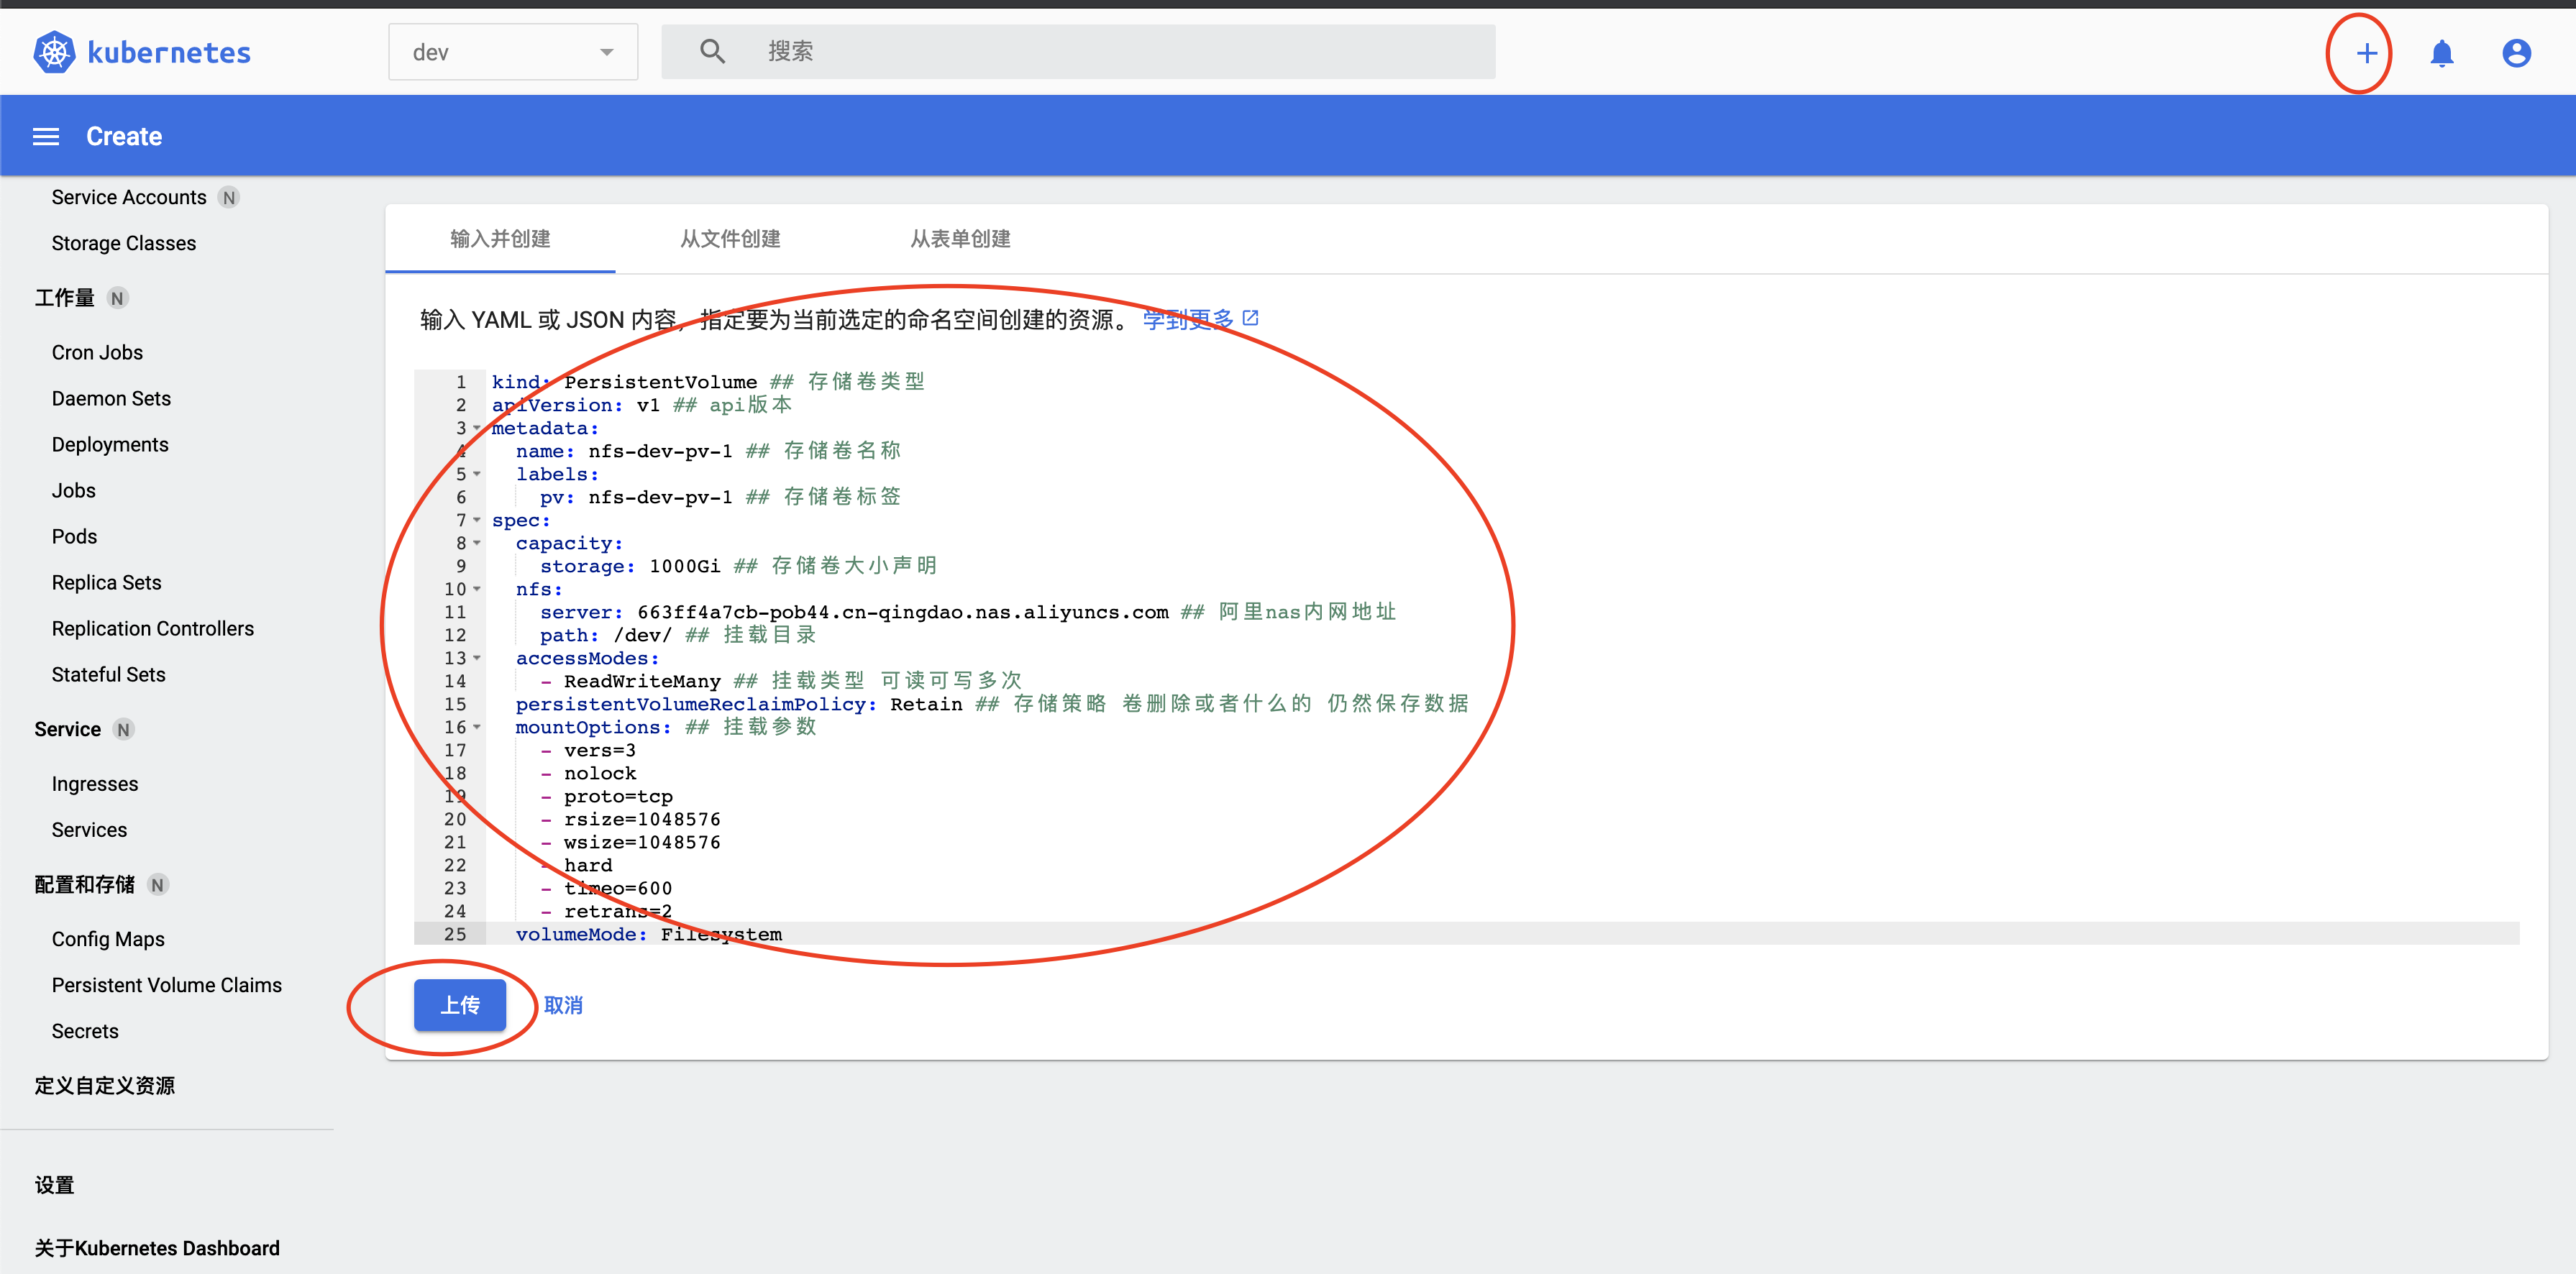 kubernetes
dev
搜索
Create
Service Accounts N
Storage Classes
工作量 N
Cron Jobs
Daemon Sets
Deployments
Jobs
Pods
Replica Sets
Replication Controllers
Stateful Sets
Service N
Ingresses
Services
配置和存储 N
Config Maps
Persistent Volume Claims
Secrets
定义自定义资源
设置
关于Kubernetes Dashboard
输入并创建 从文件创建 从表单创建
输入 YAML 或 JSON 内容，指定要为当前选定的命名空间创建的资源。 学到更多
1 kind: PersistentVolume ## 存储卷类型
2 apiVersion: v1 ## api版本
3 metadata:
4 name: nfs-dev-pv-1 ## 存储卷名称
5 labels:
6 pv: nfs-dev-pv-1 ## 存储卷标签
7 spec:
8 capacity:
9 storage: 1000Gi ## 存储卷大小声明
10 nfs:
11 server: 663ff4a7cb-pob44.cn-qingdao.nas.aliyuncs.com ## 阿里nas内网地址
12 path: /dev/ ## 挂载目录
13 accessModes:
14 - ReadWriteMany ## 挂载类型 可读可写多次
15 persistentVolumeReclaimPolicy: Retain ## 存储策略 卷删除或者什么的 仍然保存数据
16 mountOptions: ## 挂载参数
17 - vers=3
18 - nolock
19 - proto=tcp
20 - rsize=1048576
21 - wsize=1048576
22 - hard
23 - timeo=600
24 - retrans=2
25 volumeMode: Filesystem
上传 取消